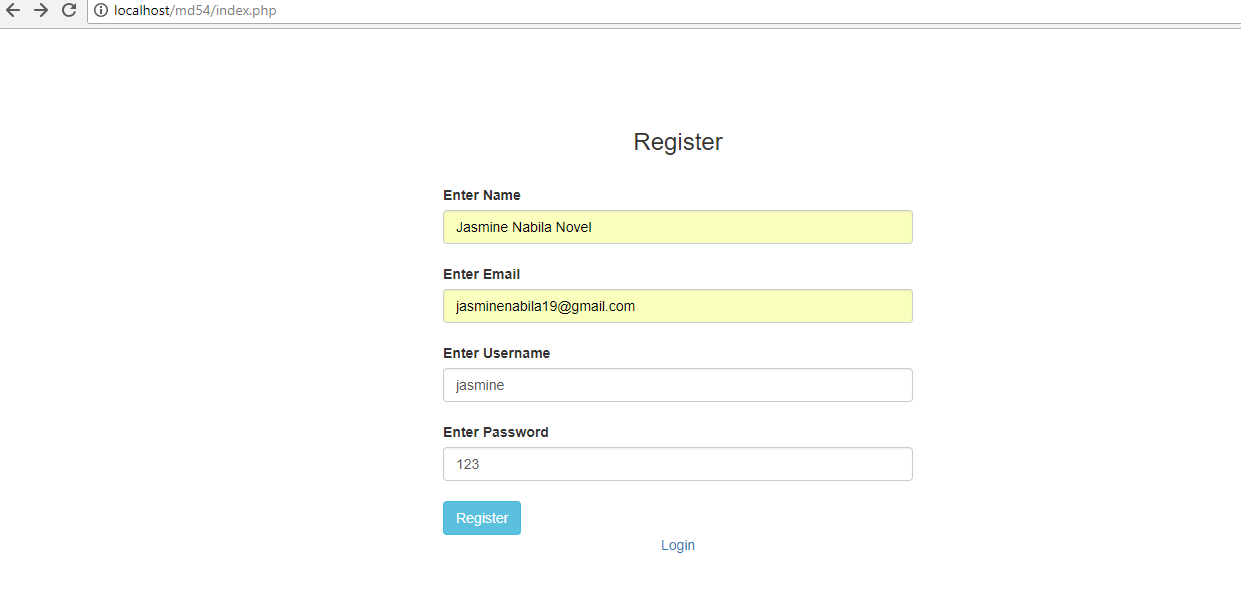 localhost/md54/index.php
Register
Enter Name
Jasmine Nabila Novel
Enter Email
jasminenabila19@gmail.com
Enter Username
jasmine
Enter Password
123
Register
Login